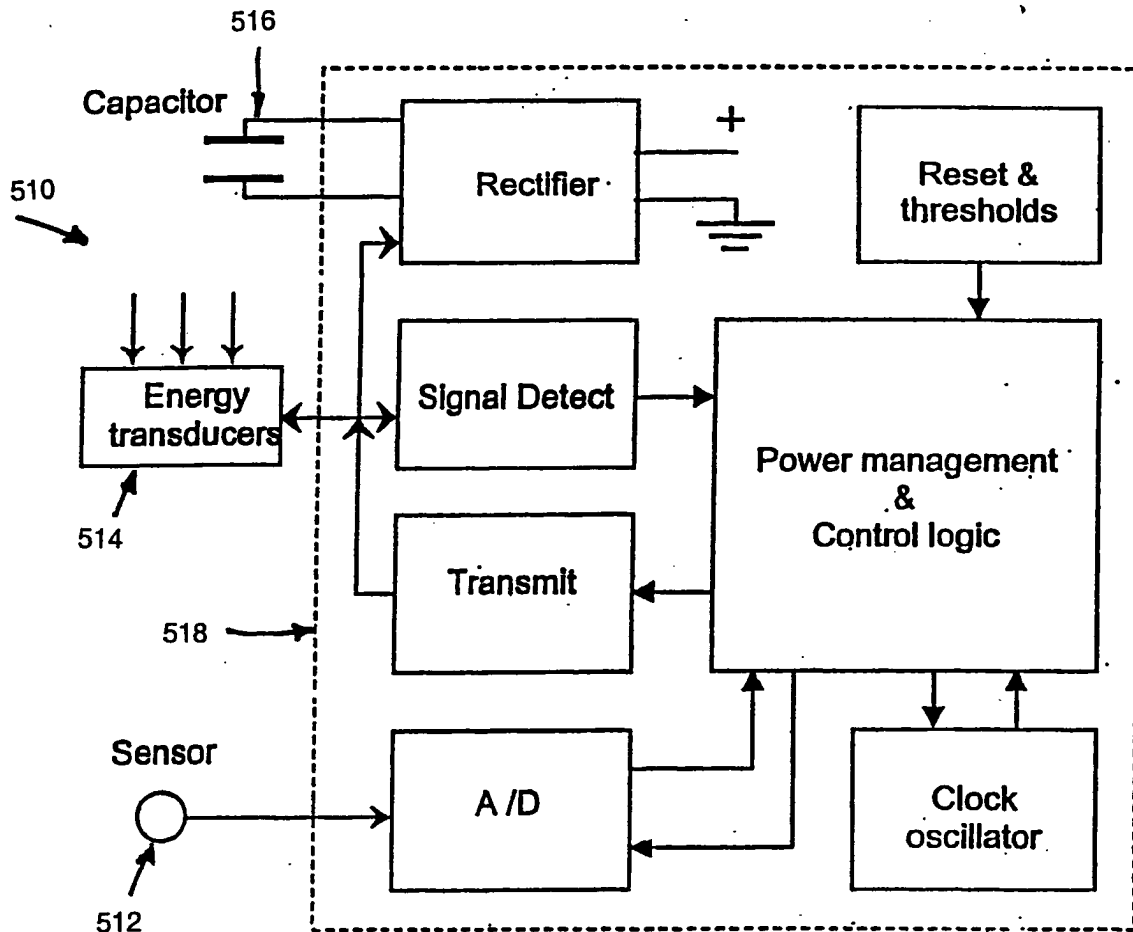 516
Capacitor
510
Rectifier
+
Reset &
thresholds
Energy
transducers
514
Signal Detect
Power management
&
Control logic
Transmit
518
Sensor
A /D
Clock
oscillator
512